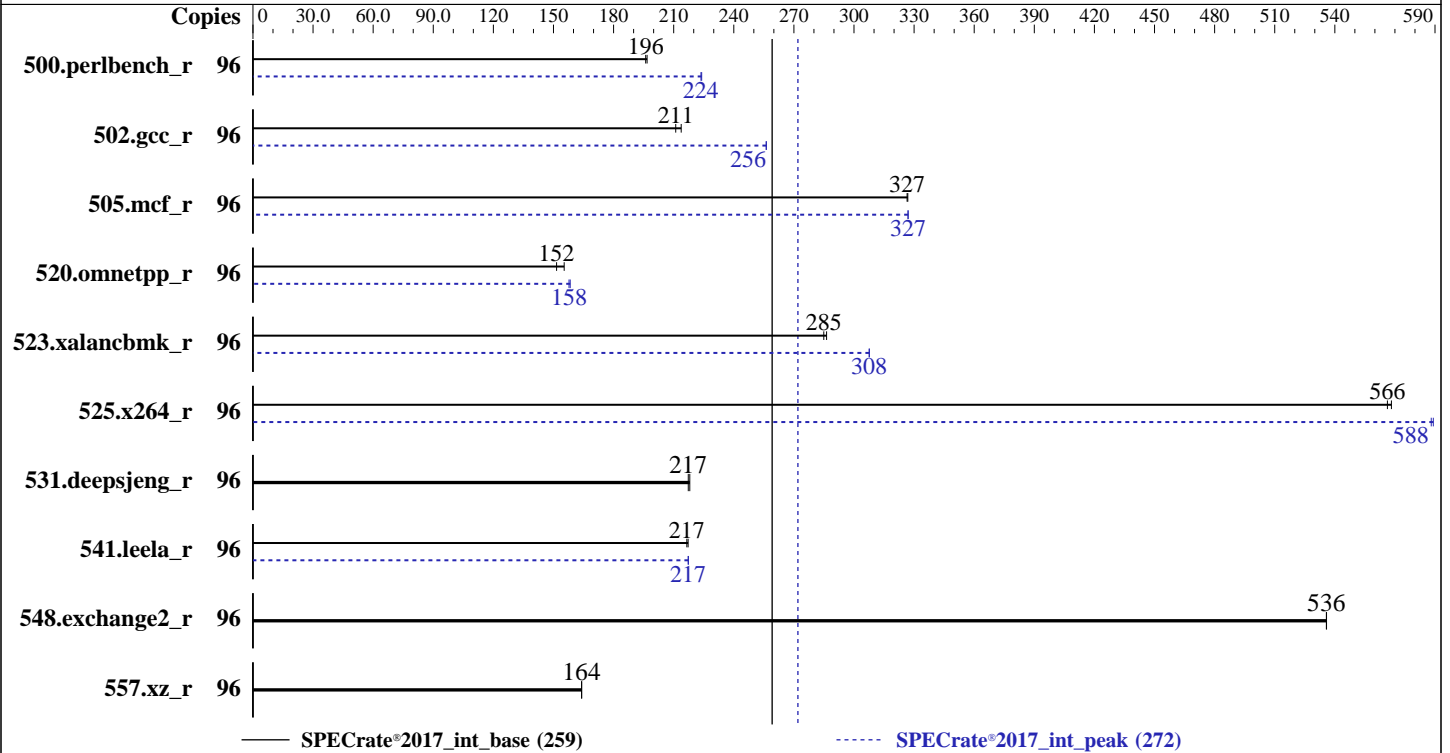 Copies 0 30.0 60.0 90.0 120 150 180 210 240 270 300 330 360 390 420 450 480 510 540 590
500.perlbench_r 96 196
224
502.gcc_r 96 211
256
505.mcf_r 96 327
327
520.omnetpp_r 96 152
158
523.xalancbmk_r 96 285
308
525.x264_r 96 566
588
531.deepsjeng_r 96 217
541.leela_r 96 217
217
548.exchange2_r 96 536
557.xz_r 96 164
SPECrate®2017_int_base (259) SPECrate®2017_int_peak (272)